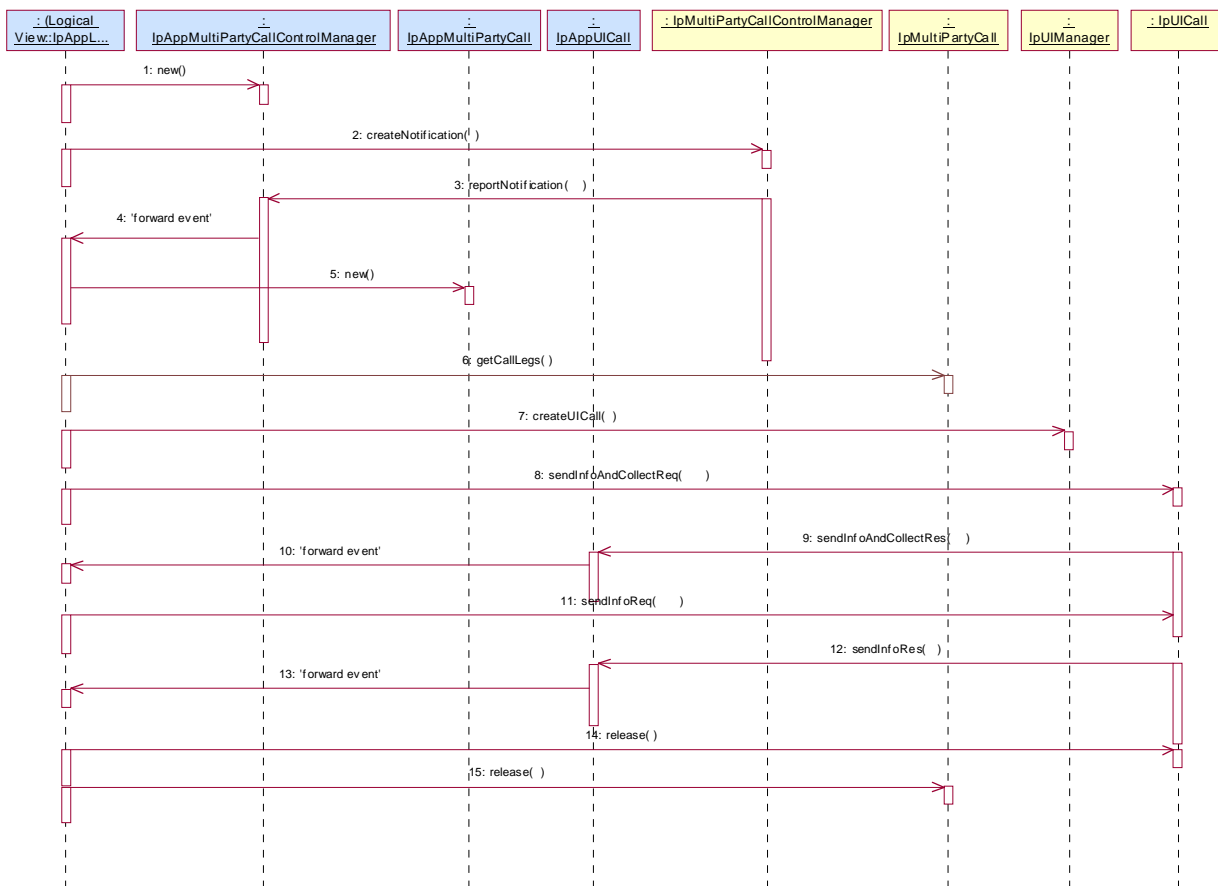 : (Logical
View::IpAppL...
:
IpAppMultiPartyCallControlManager
:
IpAppMultiPartyCall
:
IpAppUICall
: IpMultiPartyCallControlManager
:
IpMultiPartyCall
:
IpUIManager
: IpUICall
1: new()
2: createNotification( )
3: reportNotification( )
4: 'forward event'
5: new()
6: getCallLegs( )
7: createUICall( )
8: sendInfoAndCollectReq( )
9: sendInfoAndCollectRes( )
10: 'forward event'
11: sendInfoReq( )
12: sendInfoRes( )
13: 'forward event'
14: release( )
15: release( )